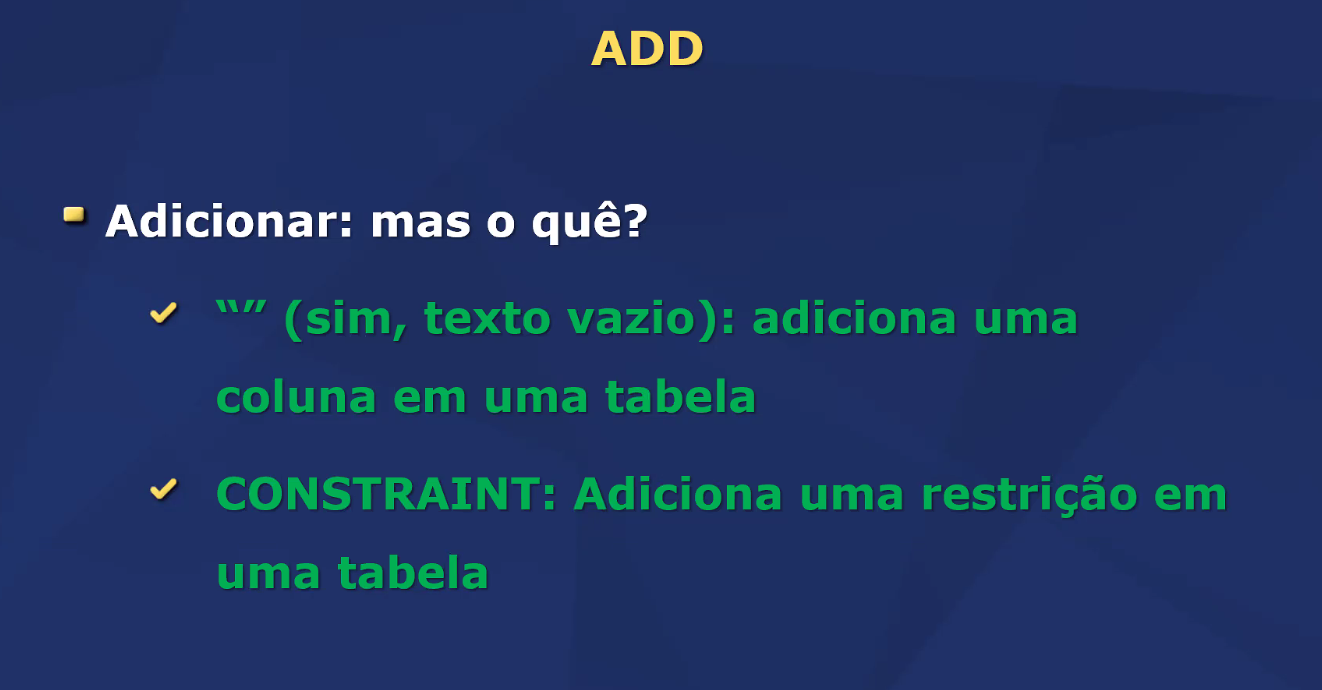 ADD
Adicionar: mas o quê?
“” (sim, texto vazio): adiciona uma
coluna em uma tabela
CONSTRAINT: Adiciona uma restrição em
uma tabela